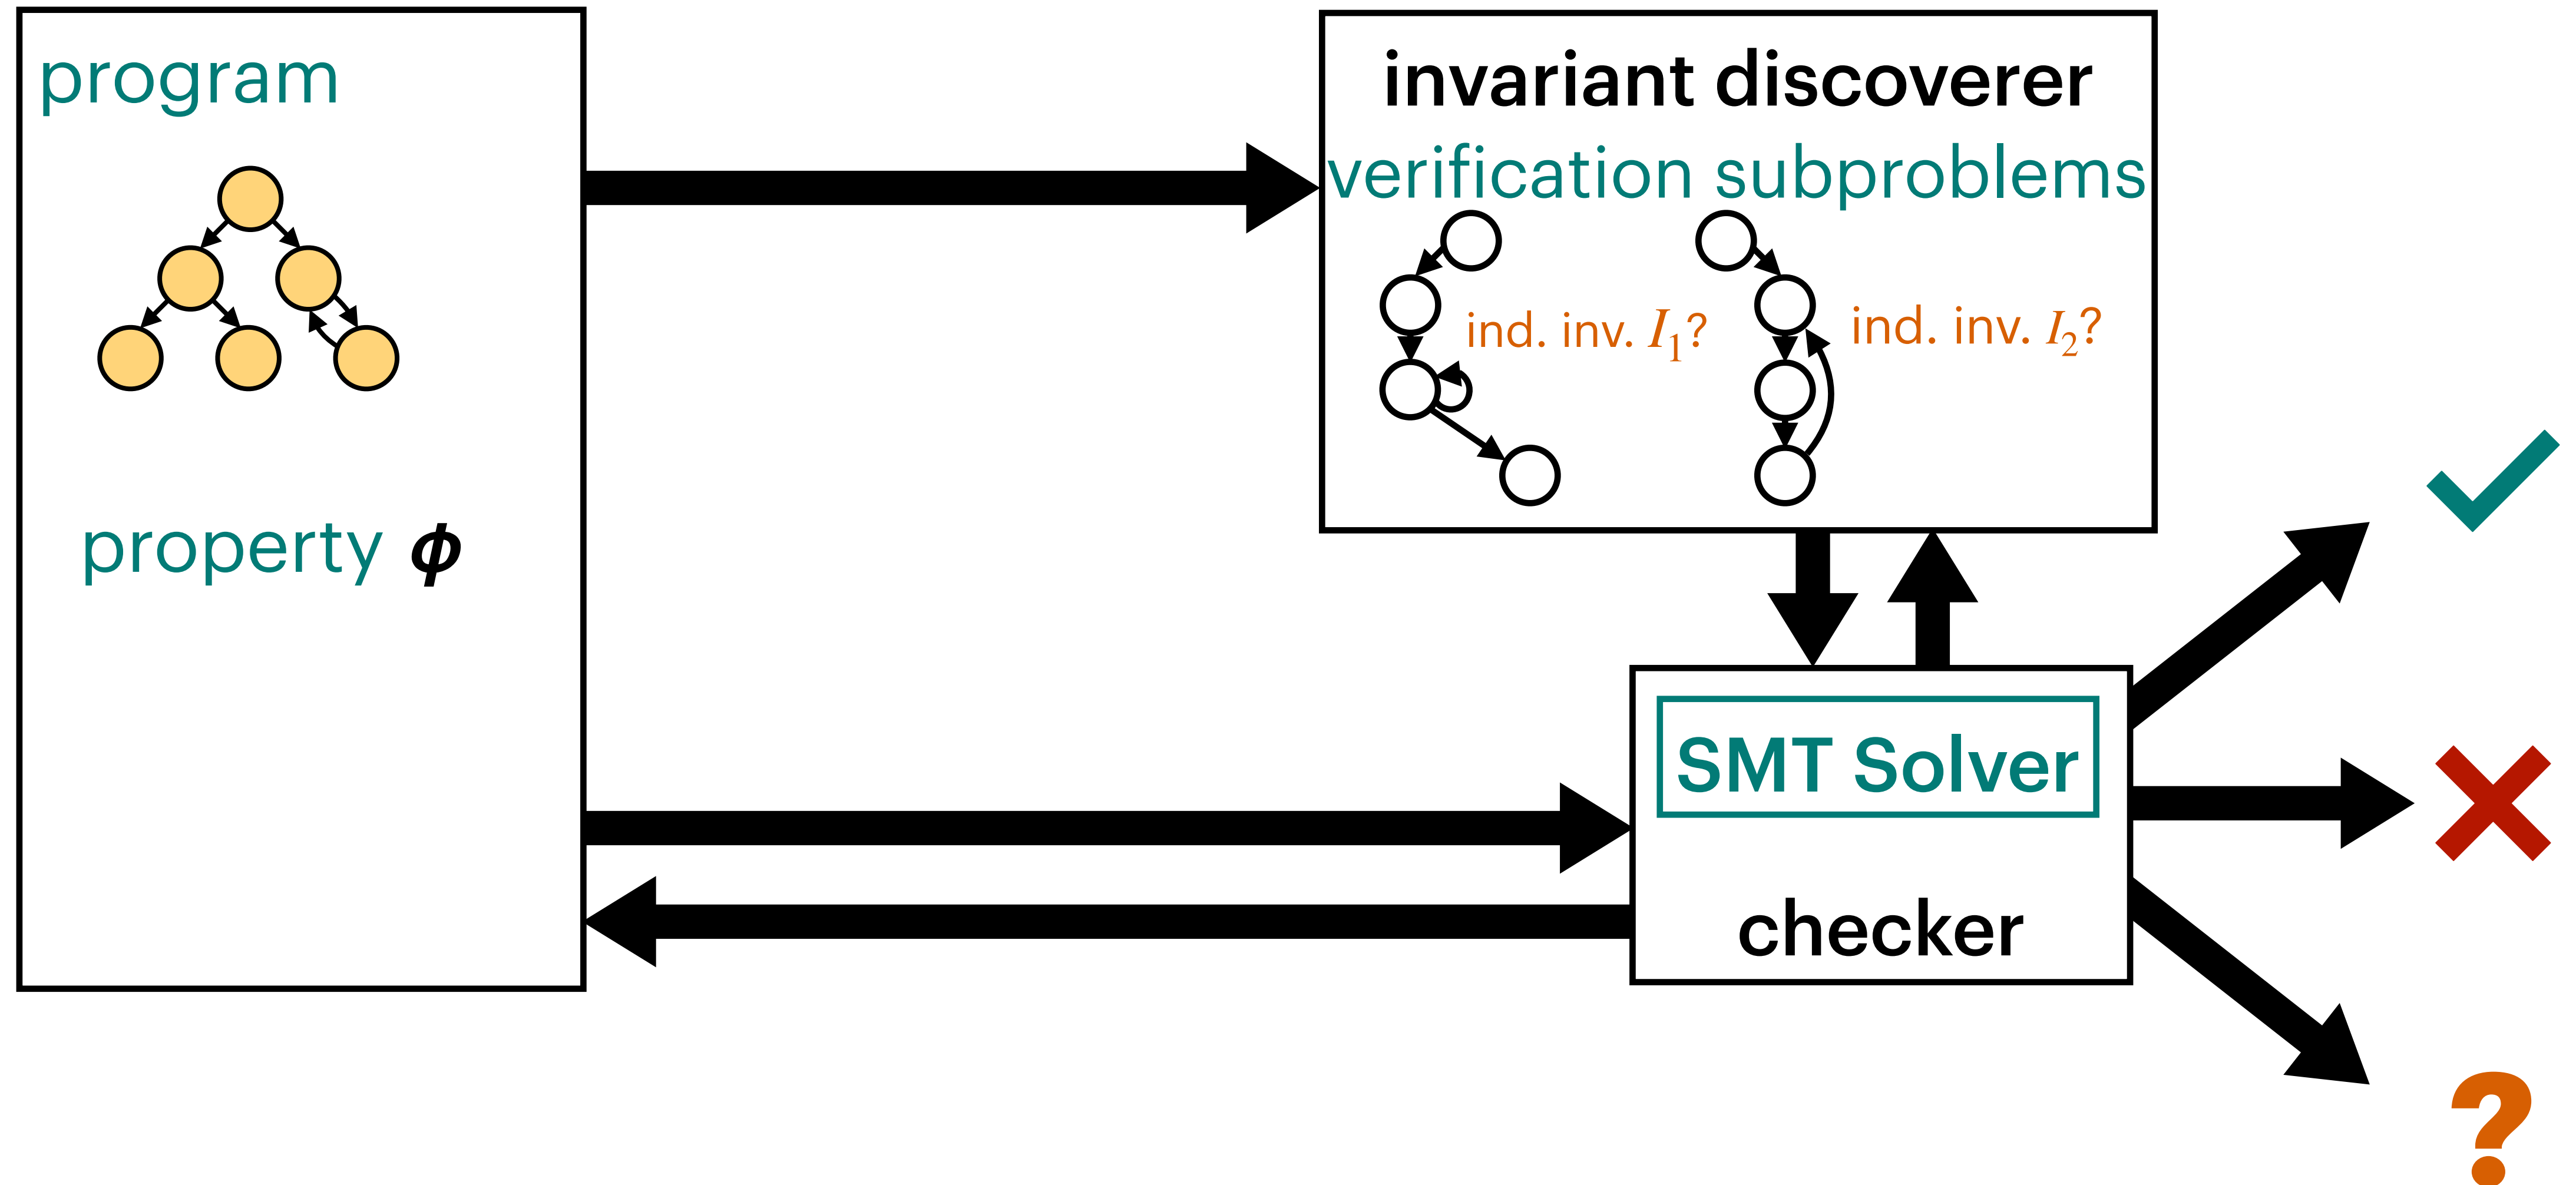 program
property ϕ
invariant discoverer
verification subproblems
ind. inv. I₁?
ind. inv. I₂?
SMT Solver
checker
?